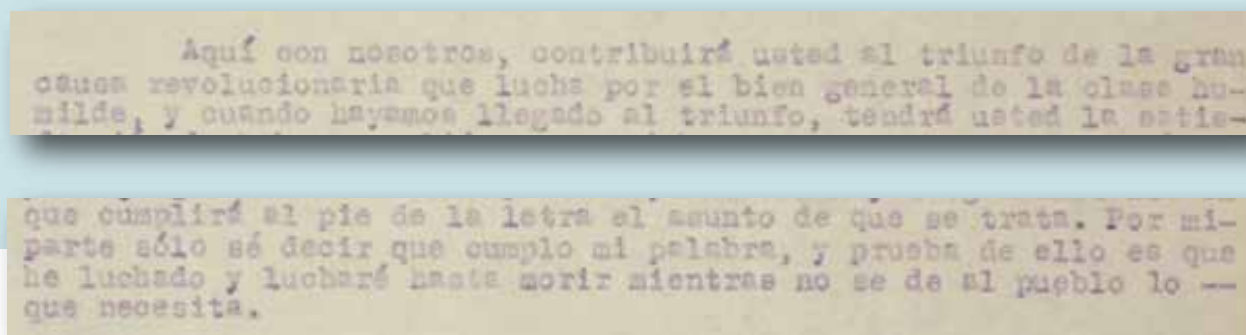 Aquí con nosotros, contribuirá usted al triunfo de la gran
causa revolucionaria que lucha por el bien general de la clase hu-
milde, y cuando hayamos llegado al triunfo, tendrá usted la satis-
que cumplirá al pie de la letra el asunto de que se trata. Por mi-
parte sólo sé decir que cumplo mi palabra, y prueba de ello es que
he luchado y lucharé hasta morir mientras no se de al pueblo lo --
que necesita.